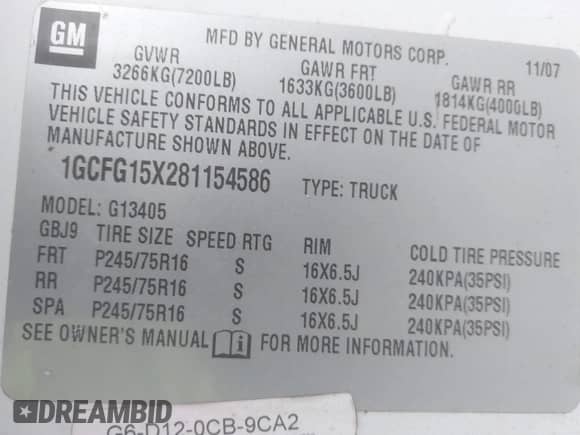 GM
MFD BY GENERAL MOTORS CORP.
11/07
GVWR GAWR FRT GAWR RR
3266KG(7200LB) 1633KG(3600LB) 1814KG(4000LB)
THIS VEHICLE CONFORMS TO ALL APPLICABLE U.S. FEDERAL MOTOR
VEHICLE SAFETY STANDARDS IN EFFECT ON THE DATE OF
MANUFACTURE SHOWN ABOVE.
1GCFG15X281154586 TYPE: TRUCK
MODEL: G13405
GBJ9 TIRE SIZE SPEED RTG RIM COLD TIRE PRESSURE
FRT P245/75R16 S 16X6.5J 240KPA(35PSI)
RR P245/75R16 S 16X6.5J 240KPA(35PSI)
SPA P245/75R16 S 16X6.5J 240KPA(35PSI)
SEE OWNER'S MANUAL i FOR MORE INFORMATION.
G6-D12-0CB-9CA2
DREAMBID